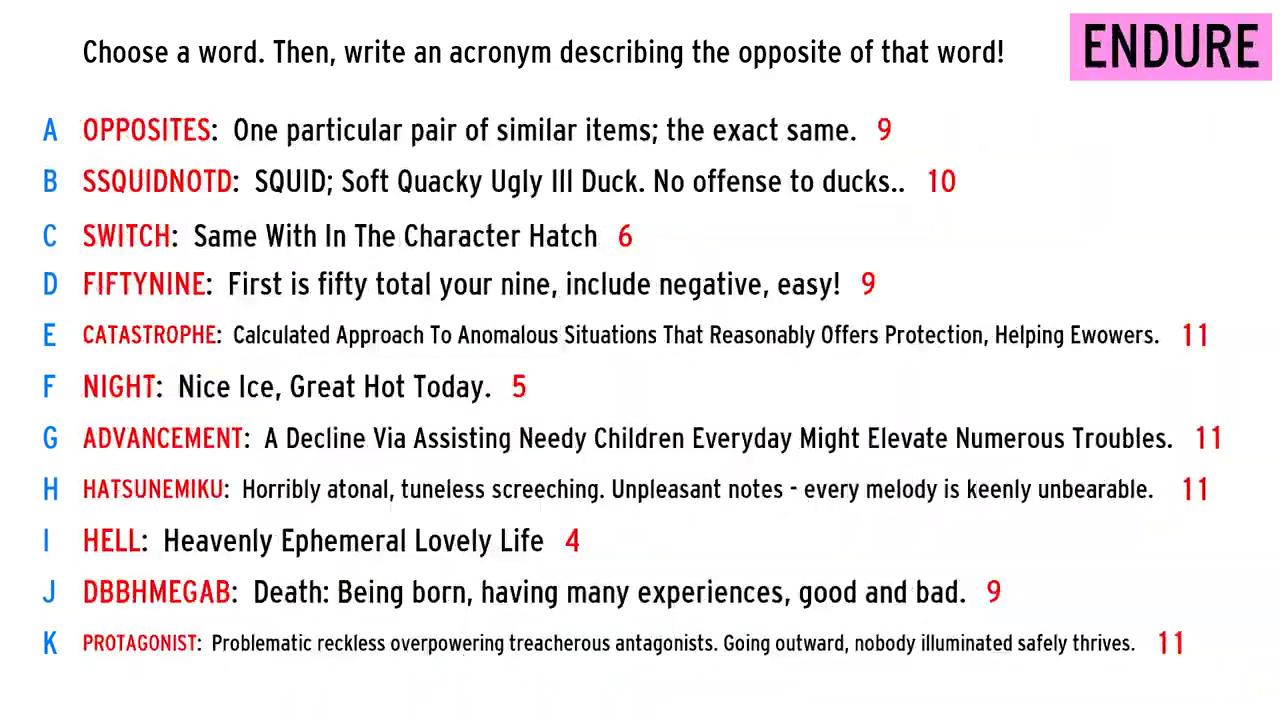 Choose a word. Then, write an acronym describing the opposite of that word!
ENDURE
A OPPOSITES: One particular pair of similar items; the exact same. 9
B SSQUIDNOTD: SQUID; Soft Quacky Ugly Ill Duck. No offense to ducks.. 10
C SWITCH: Same With In The Character Hatch 6
D FIFTYNINE: First is fifty total your nine, include negative, easy! 9
E CATASTROPHE: Calculated Approach To Anomalous Situations That Reasonably Offers Protection, Helping Ewowers. 11
F NIGHT: Nice Ice, Great Hot Today. 5
G ADVANCEMENT: A Decline Via Assisting Needy Children Everyday Might Elevate Numerous Troubles. 11
H HATSUNEMIKU: Horribly atonal, tuneless screeching. Unpleasant notes - every melody is keenly unbearable. 11
I HELL: Heavenly Ephemeral Lovely Life 4
J DBBHMEGAB: Death: Being born, having many experiences, good and bad. 9
K PROTAGONIST: Problematic reckless overpowering treacherous antagonists. Going outward, nobody illuminated safely thrives. 11